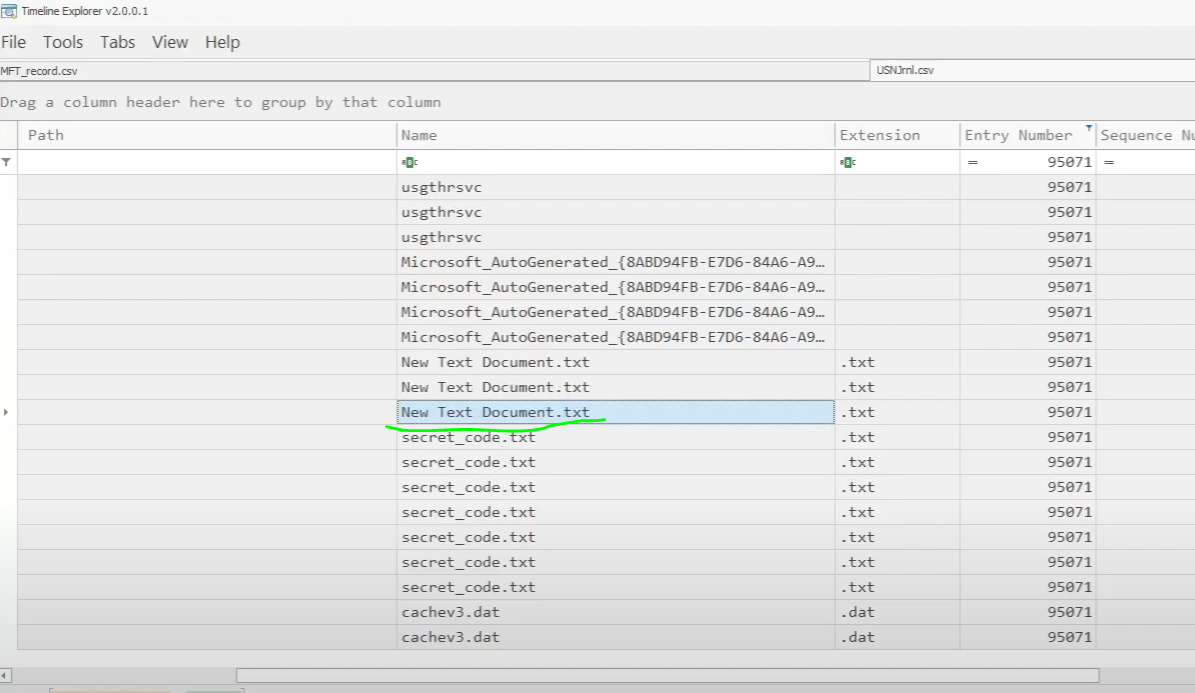 Timeline Explorer v2.0.0.1
File Tools Tabs View Help
MFT_record.csv USNJrnl.csv
Drag a column header here to group by that column
Path Name Extension Entry Number Sequence Nu
= 95071 =
usgthrsvc 95071
usgthrsvc 95071
usgthrsvc 95071
Microsoft_AutoGenerated_{8ABD94FB-E7D6-84A6-A9… 95071
Microsoft_AutoGenerated_{8ABD94FB-E7D6-84A6-A9… 95071
Microsoft_AutoGenerated_{8ABD94FB-E7D6-84A6-A9… 95071
Microsoft_AutoGenerated_{8ABD94FB-E7D6-84A6-A9… 95071
New Text Document.txt .txt 95071
New Text Document.txt .txt 95071
New Text Document.txt .txt 95071
secret_code.txt .txt 95071
secret_code.txt .txt 95071
secret_code.txt .txt 95071
secret_code.txt .txt 95071
secret_code.txt .txt 95071
secret_code.txt .txt 95071
secret_code.txt .txt 95071
cachev3.dat .dat 95071
cachev3.dat .dat 95071